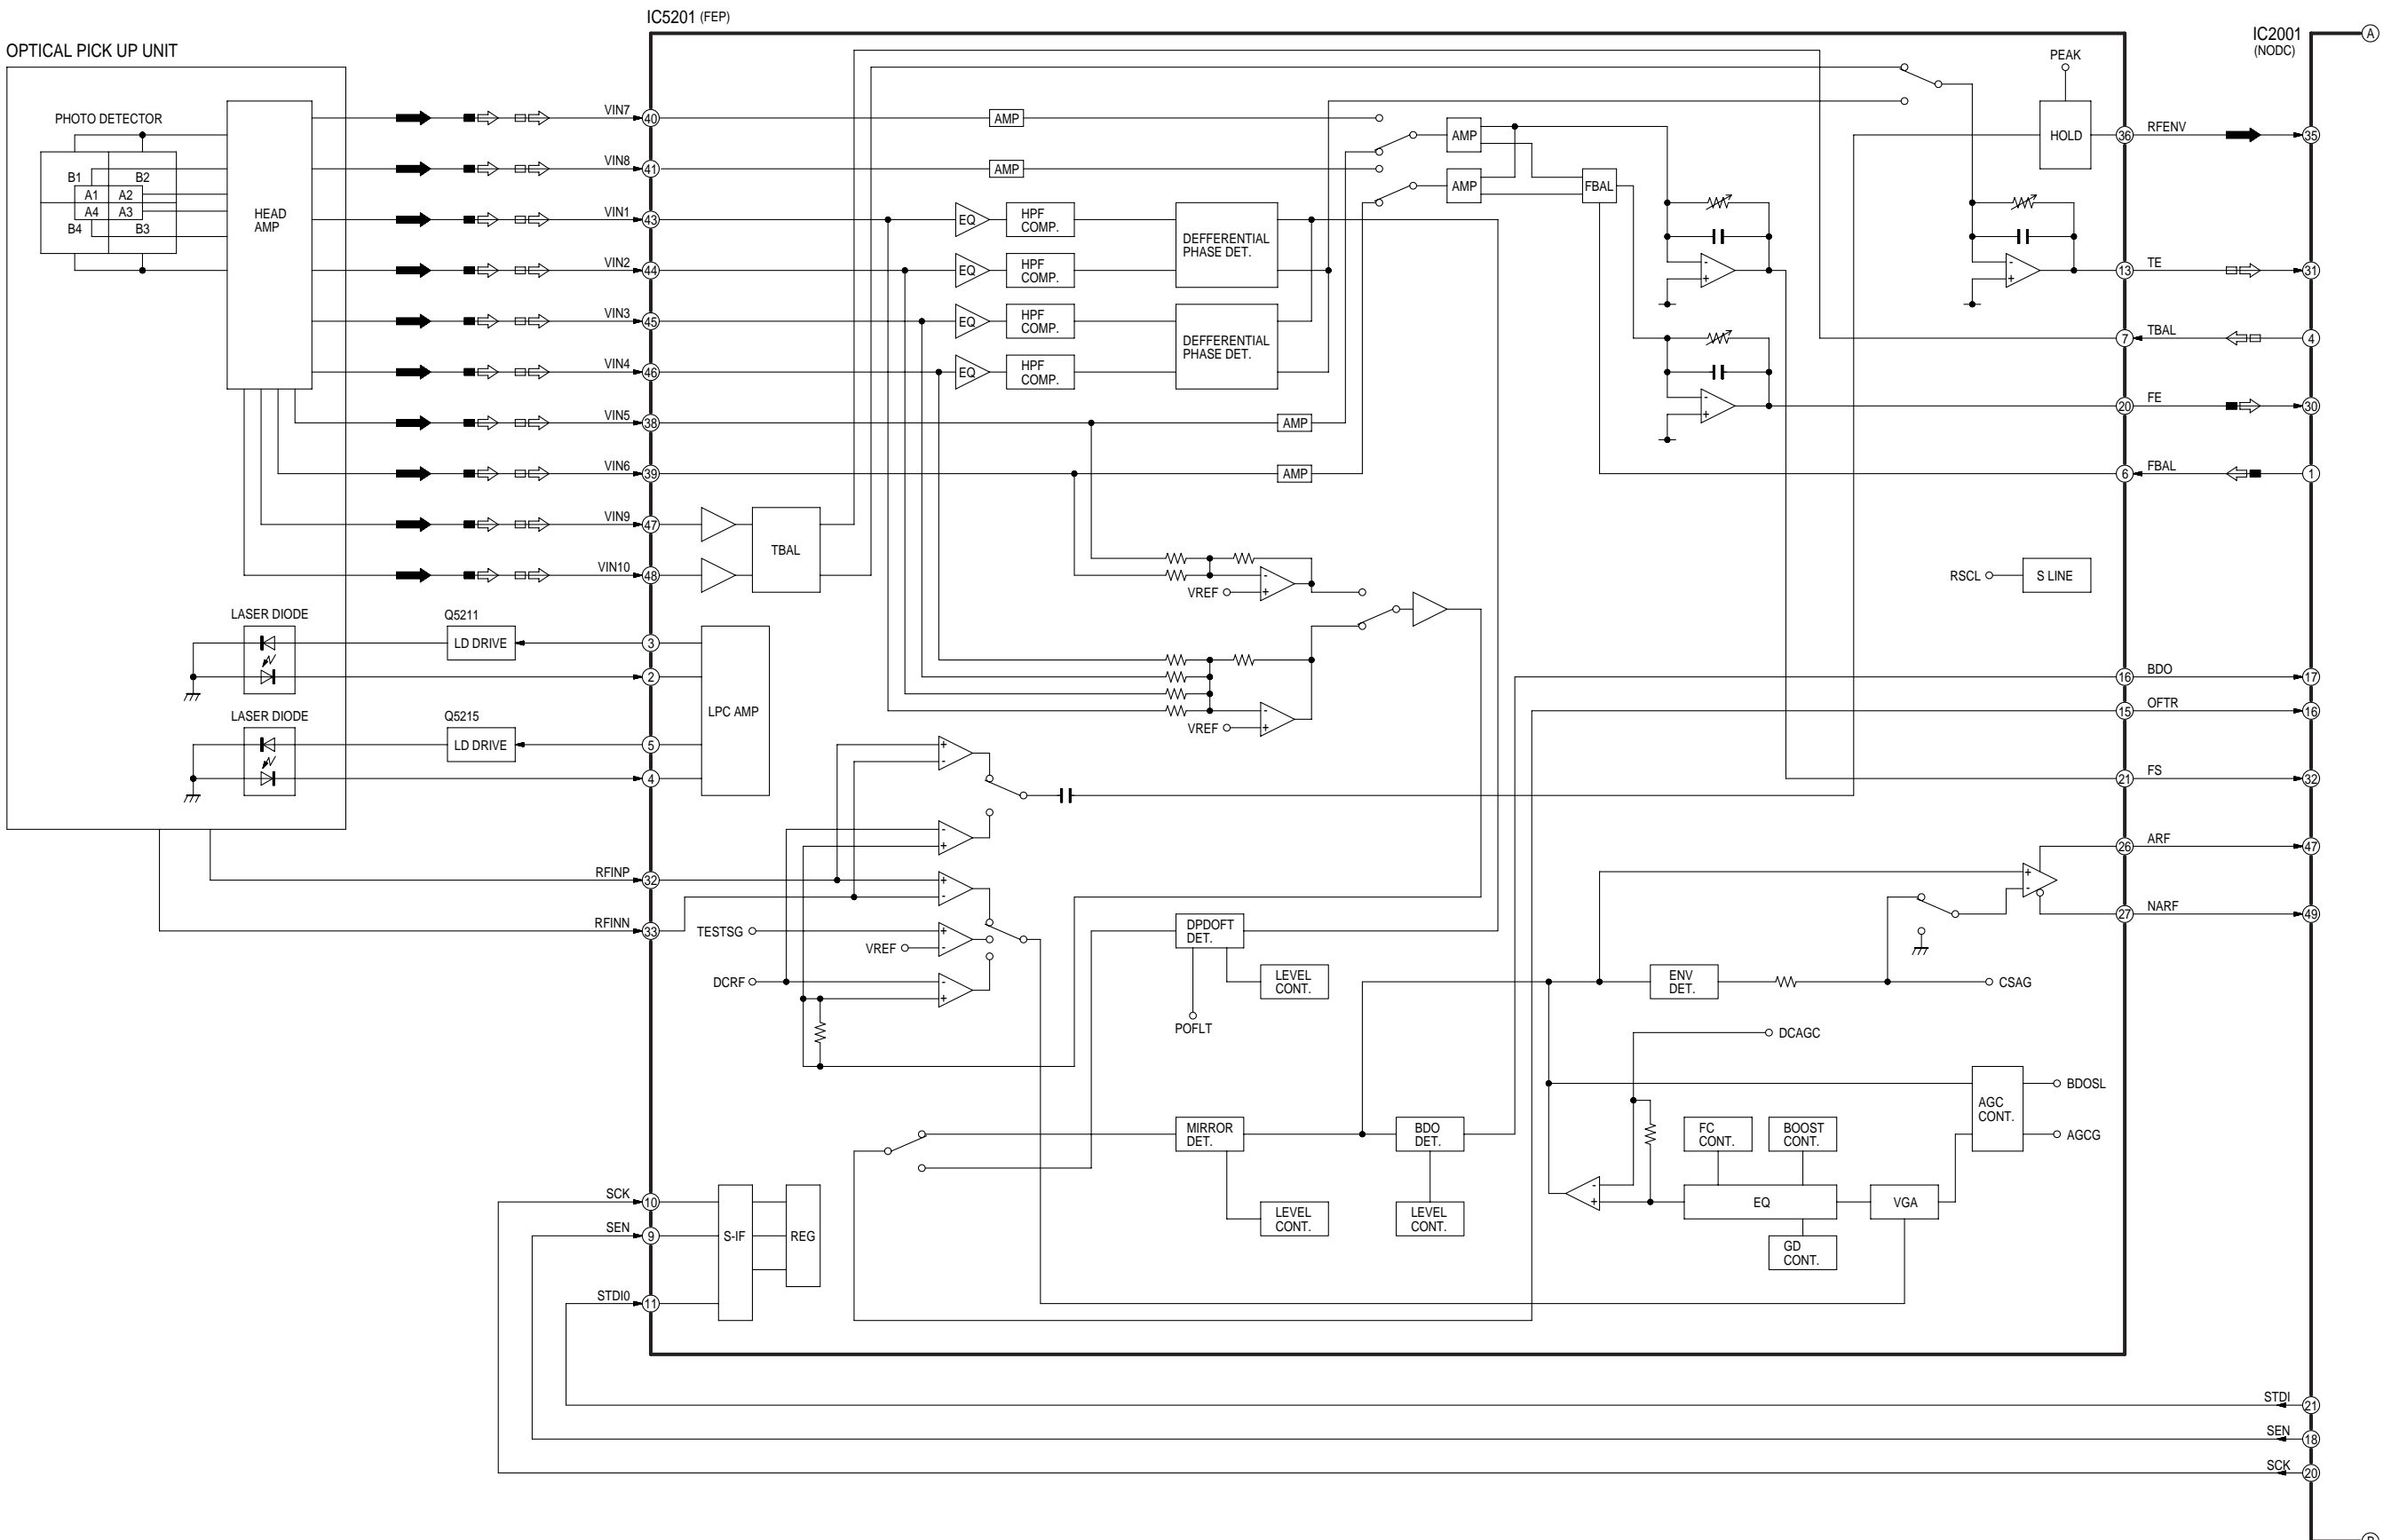 IC5201 (FEP)
IC2001
(NODC)
A
OPTICAL PICK UP UNIT
PHOTO DETECTOR
B1 B2
A1 A2
A4 A3
B4 B3
HEAD
AMP
VIN7 40 AMP
VIN8 41 AMP
VIN1 43 EQ HPF
COMP.
VIN2 44 EQ HPF
COMP.
VIN3 45 EQ HPF
COMP.
VIN4 46 EQ HPF
COMP.
DEFFERENTIAL
PHASE DET.
DEFFERENTIAL
PHASE DET.
VIN5 38 AMP
VIN6 39 AMP
VIN9 47
VIN10 48
TBAL
AMP
AMP
FBAL
PEAK
HOLD
36 RFENV 35
- +
- +
13 TE 31
7 TBAL 4
- +
20 FE 30
6 FBAL 1
RSCL S LINE
LASER DIODE Q5211
LD DRIVE 3
2
LASER DIODE Q5215
LD DRIVE 5
4
LPC AMP
- +
VREF
- +
VREF
16 BDO 17
15 OFTR 16
21 FS 32
26 ARF 47
27 NARF 49
+ -
- +
RFINP 32 + -
RFINN 33
TESTSG + -
VREF
DCRF - +
DPDOFT
DET.
LEVEL
CONT.
POFLT
+ -
ENV
DET.
CSAG
DCAGC
MIRROR
DET.
BDO
DET.
LEVEL
CONT.
LEVEL
CONT.
FC
CONT.
BOOST
CONT.
AGC
CONT.
BDOSL
AGCG
- +
EQ
VGA
GD
CONT.
SCK 10
SEN 9
STDI0 11
S-IF
REG
STDI 21
SEN 18
SCK 20